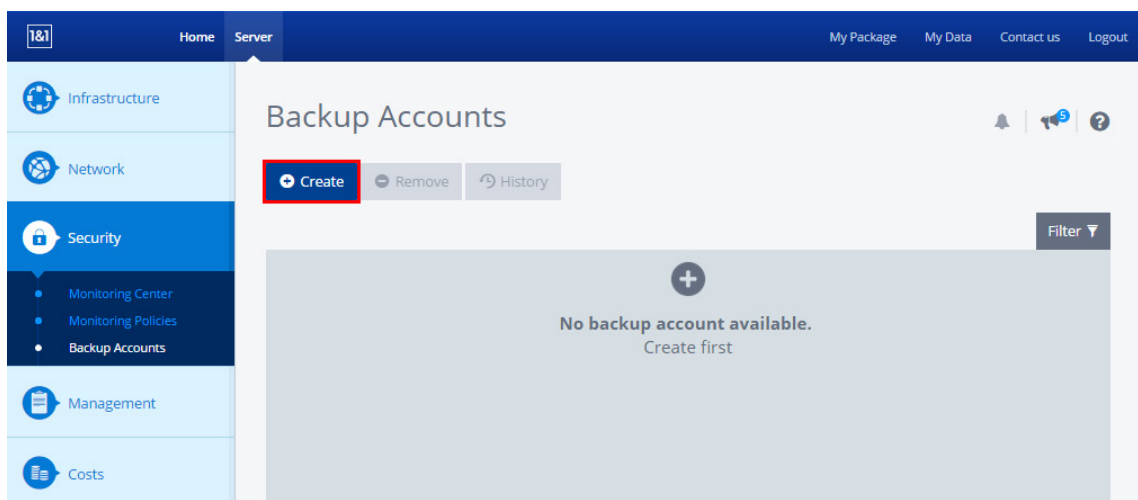 1&1 Home Server My Package My Data Contact us Logout
Infrastructure
Network
Security
Monitoring Center
Monitoring Policies
Backup Accounts
Management
Costs
Backup Accounts
5
Create Remove History
Filter
No backup account available.
Create first